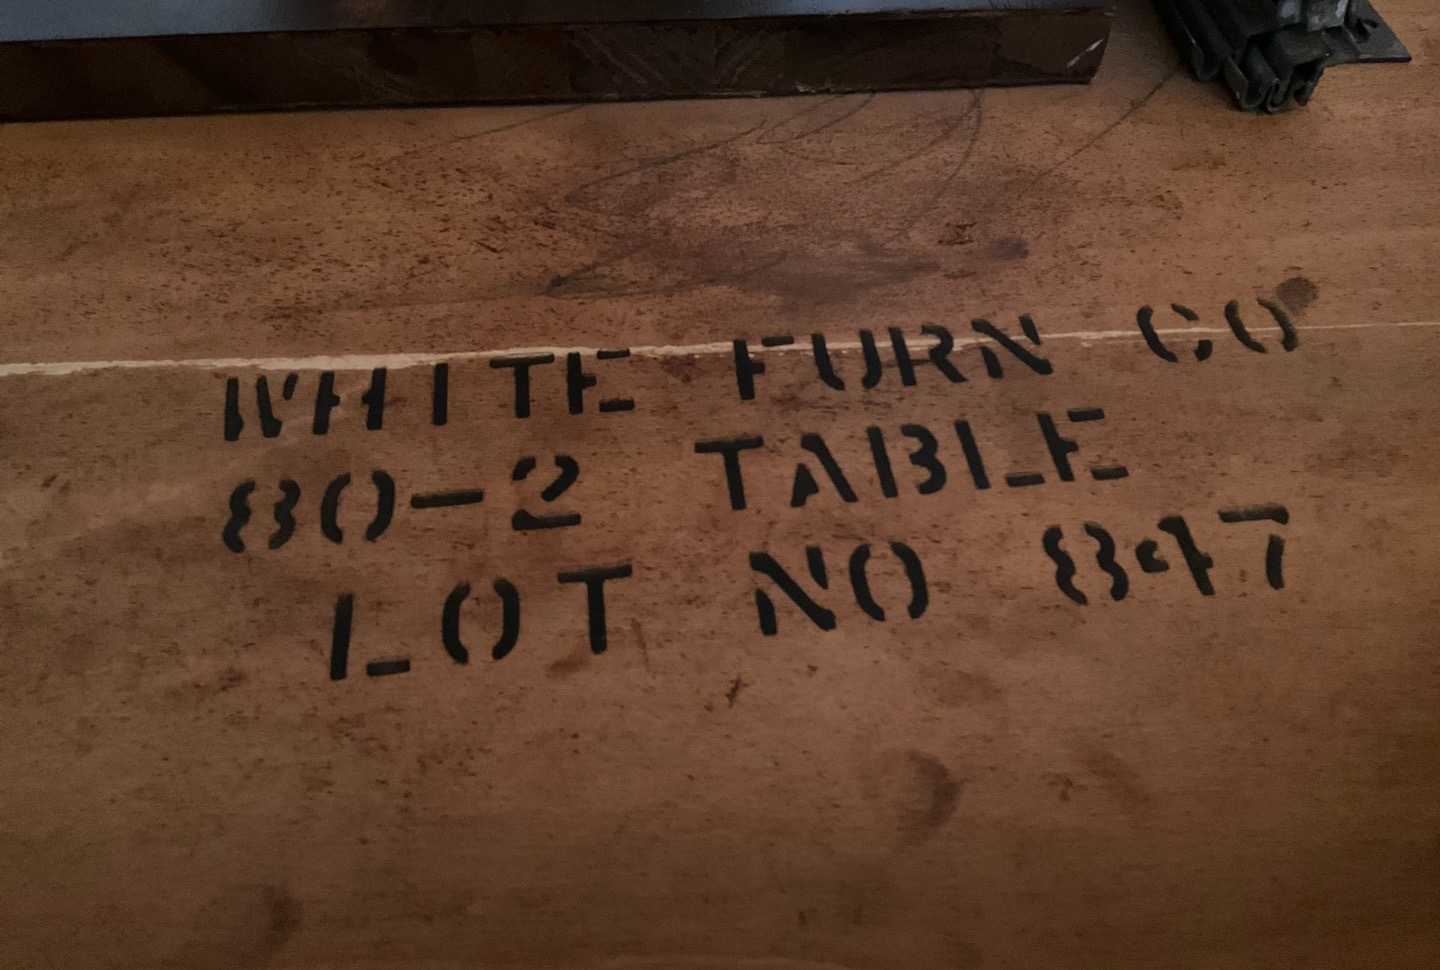 WHITE FURN CO
80-2 TABLE
LOT NO 847